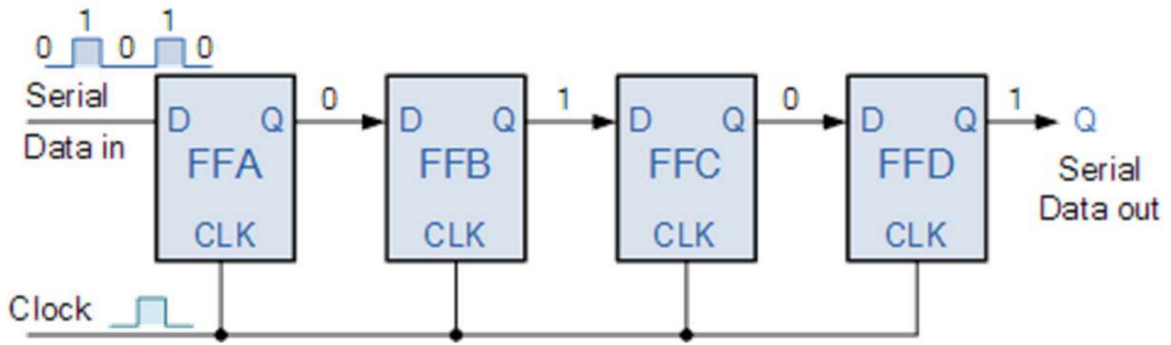 0 1 0 1 0
Serial
Data in
D Q
FFA
CLK
0
D Q
FFB
CLK
1
D Q
FFC
CLK
0
D Q
FFD
CLK
1
Q
Serial
Data out
Clock